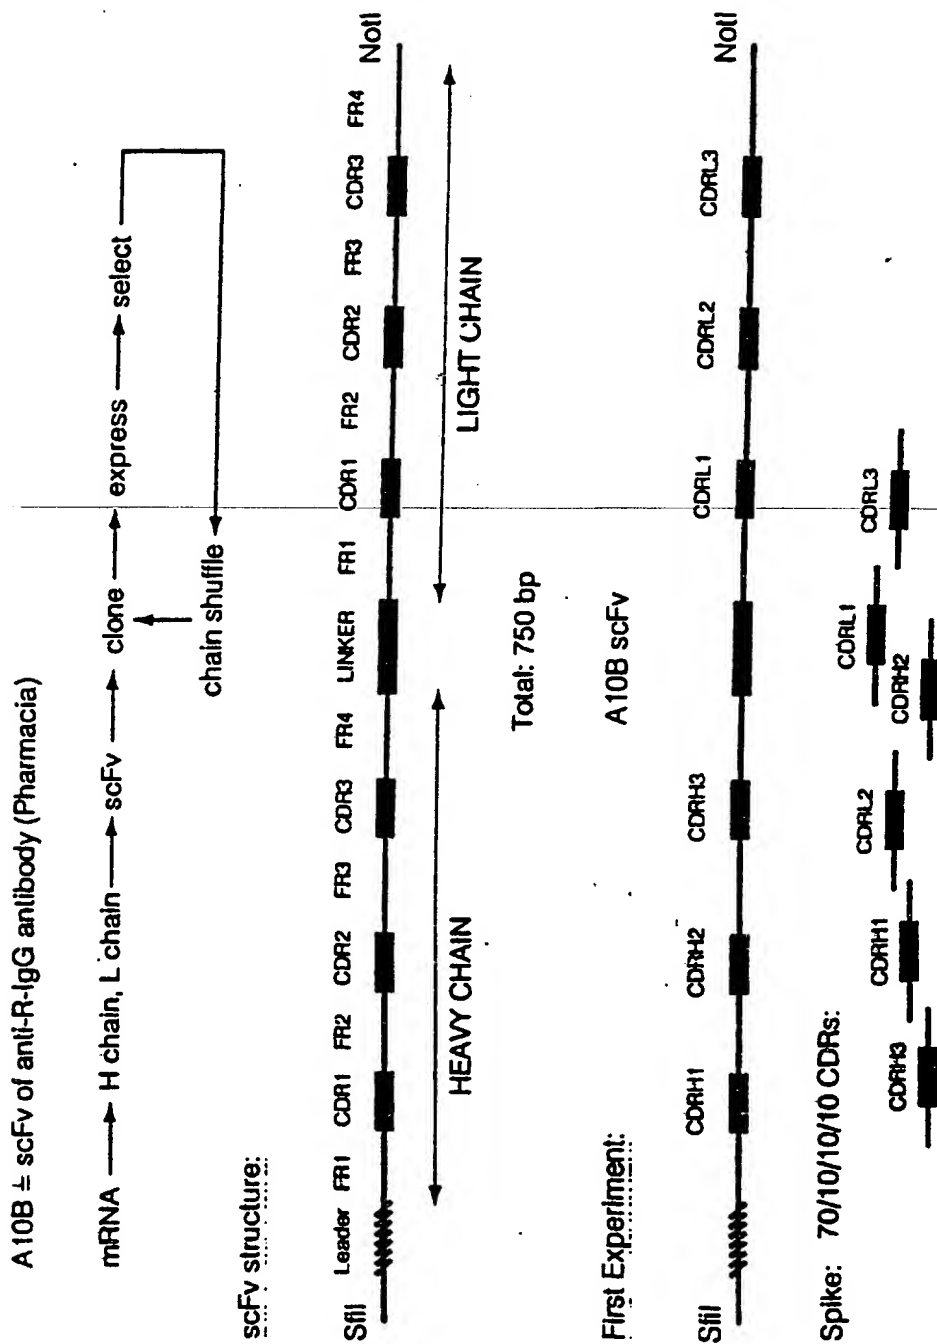 A10B = scFv of anti-R-IgG antibody (Pharmacia)
mRNA H chain, L chain scFv clone express select
chain shuffle
scFv structure:
SfiI Leader FR1 CDR1 FR2 CDR2 FR3 CDR3 FR4 LINKER FR1 CDR1 FR2 CDR2 FR3 CDR3 FR4 NotI
HEAVY CHAIN LIGHT CHAIN
Total: 750 bp
First Experiment: A10B scFv
SfiI CDRH1 CDRH2 CDRH3 CDRL1 CDRL2 CDRL3 NotI
Spike: 70/10/10/10 CDRs:
CDRH3 CDRH1 CDRL2 CDRH2 CDRL1 CDRL3